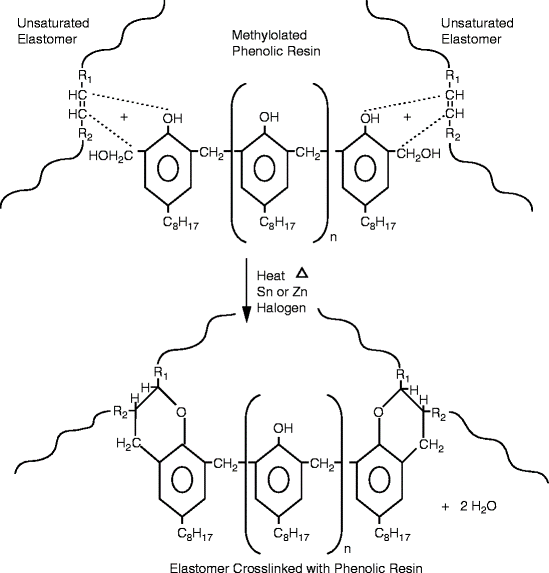 Unsaturated
Elastomer
Methylolated
Phenolic Resin
Unsaturated
Elastomer
R1
HC
HC
R2
+
OH
HOH2C
CH2
OH
CH2
OH
+
CH2OH
R1
CH
CH
R2
C8H17
C8H17
n
C8H17
Heat Δ
Sn or Zn
Halogen
R1
H
H
R2
O
H2C
CH2
OH
CH2
R1
H
H
R2
O
CH2
C8H17
C8H17
n
C8H17
+ 2 H2O
Elastomer Crosslinked with Phenolic Resin